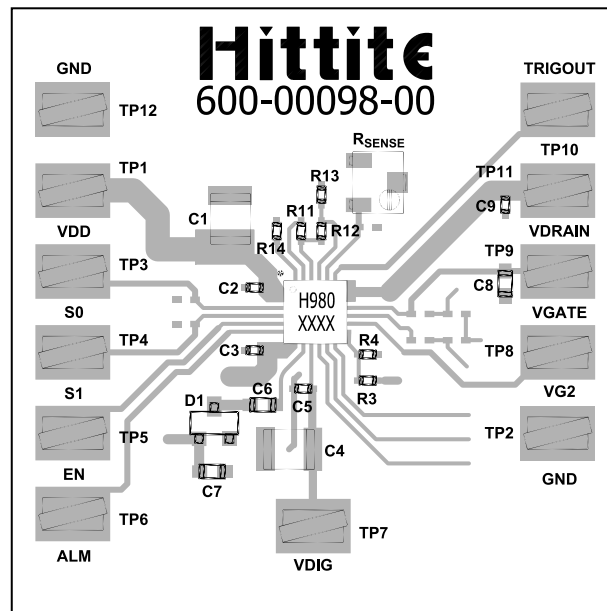 Hittite
600-00098-00
GND
TP12
TP1
VDD
TP3
S0
TP4
S1
TP5
EN
TP6
ALM
TRIGOUT
TP10
TP11
C9
VDRAIN
TP9
C8
VGATE
TP8
VG2
TP2
GND
RSENSE
R13
R11
R12
R14
C1
C2
H980
XXXX
C3
R4
R3
D1
C6
C5
C4
C7
TP7
VDIG